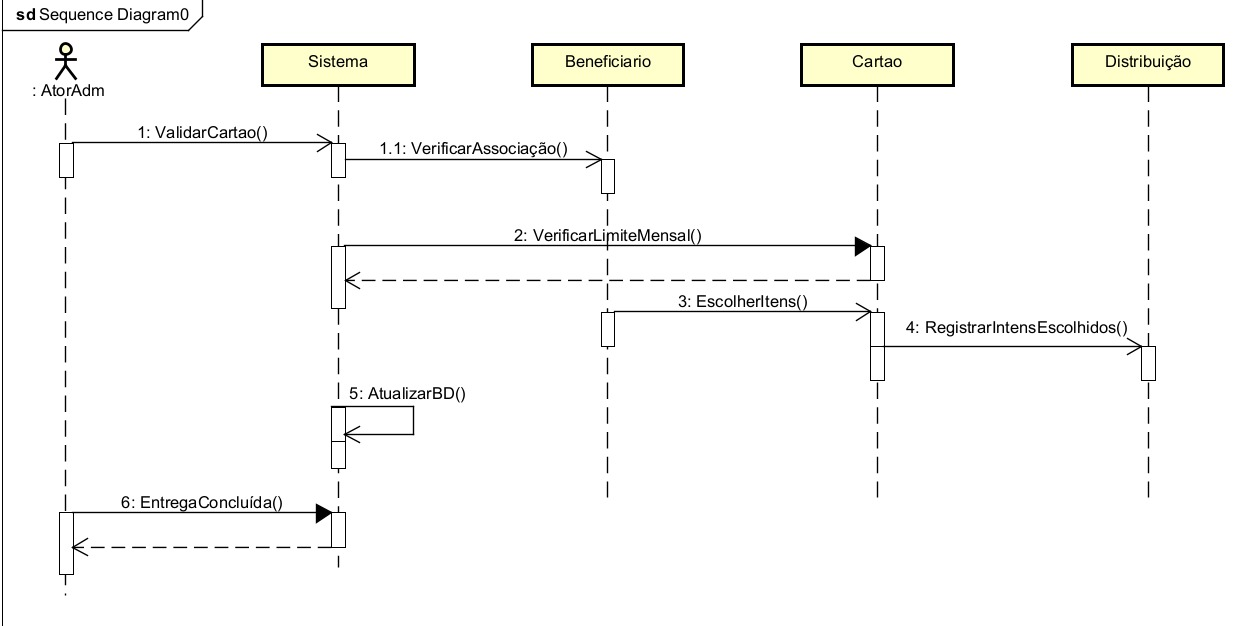 sd Sequence Diagram0
: AtorAdm
Sistema
Beneficiario
Cartao
Distribuição
1: ValidarCartao()
1.1: VerificarAssociação()
2: VerificarLimiteMensal()
3: EscolherItens()
4: RegistrarIntensEscolhidos()
5: AtualizarBD()
6: EntregaConcluída()